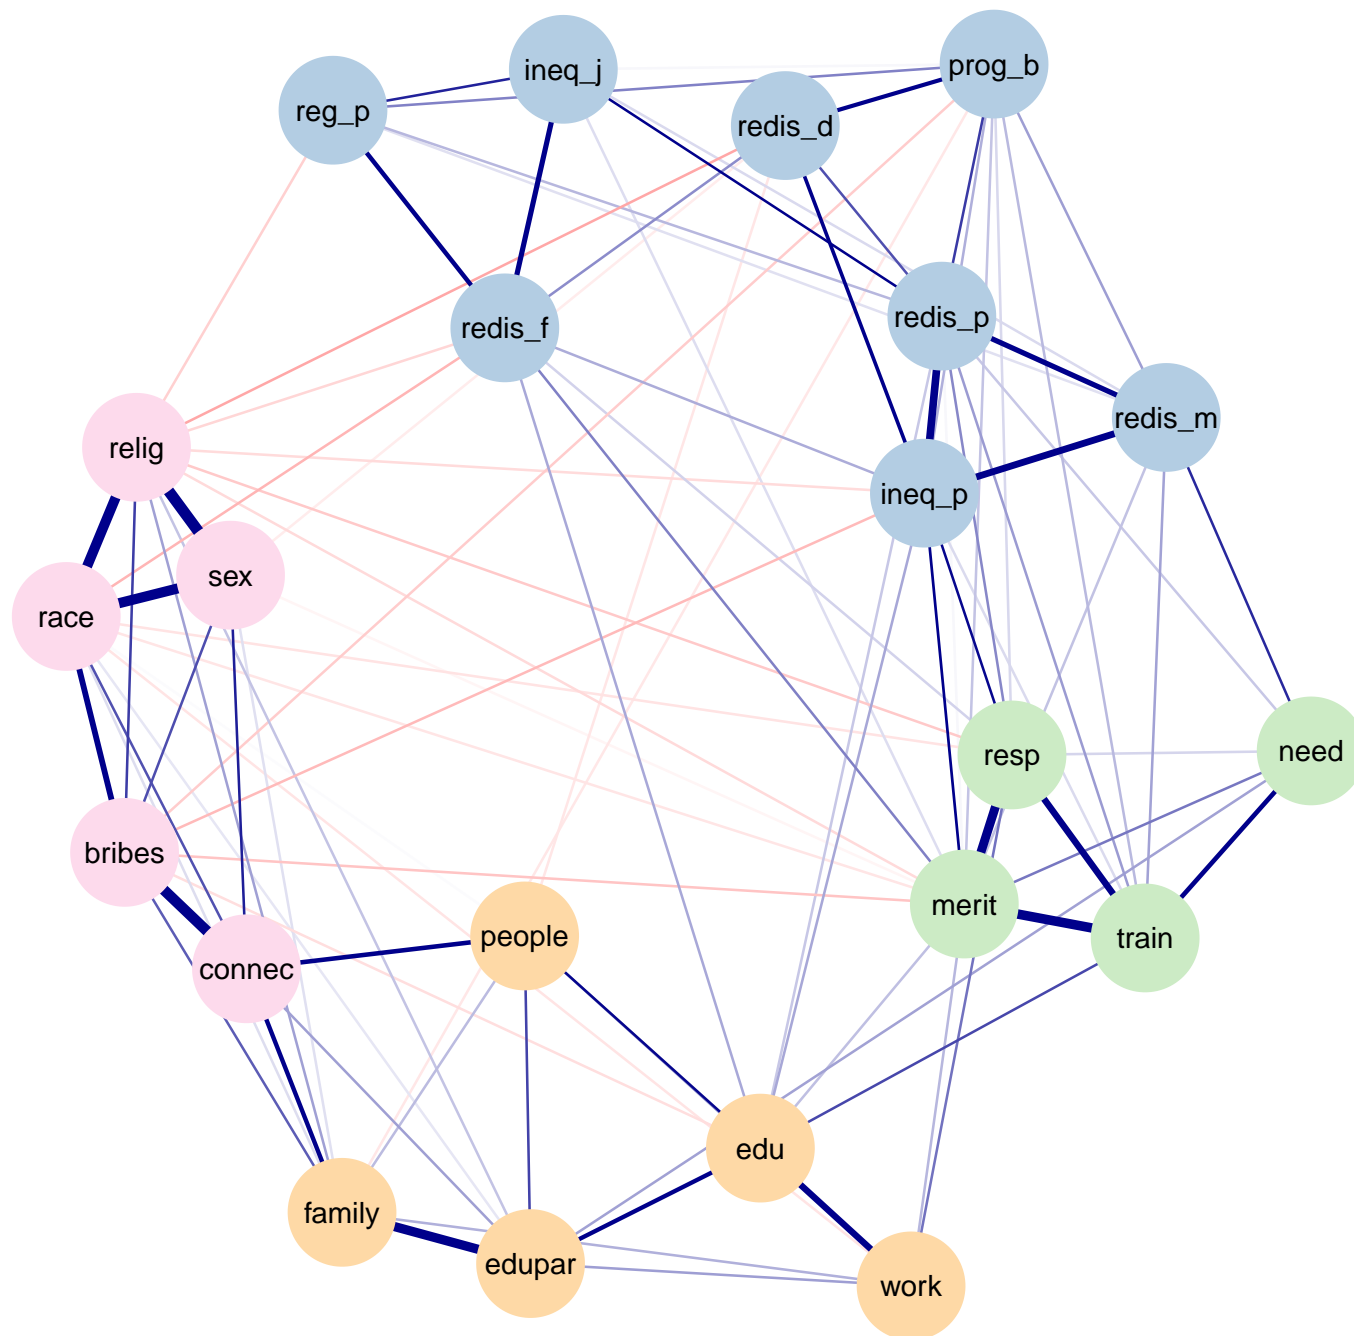 ineq_j
prog_b
reg_p
redis_d
redis_p
redis_f
redis_m
relig
ineq_p
sex
race
resp
need
bribes
merit
people
train
connec
edu
family
edupar
work